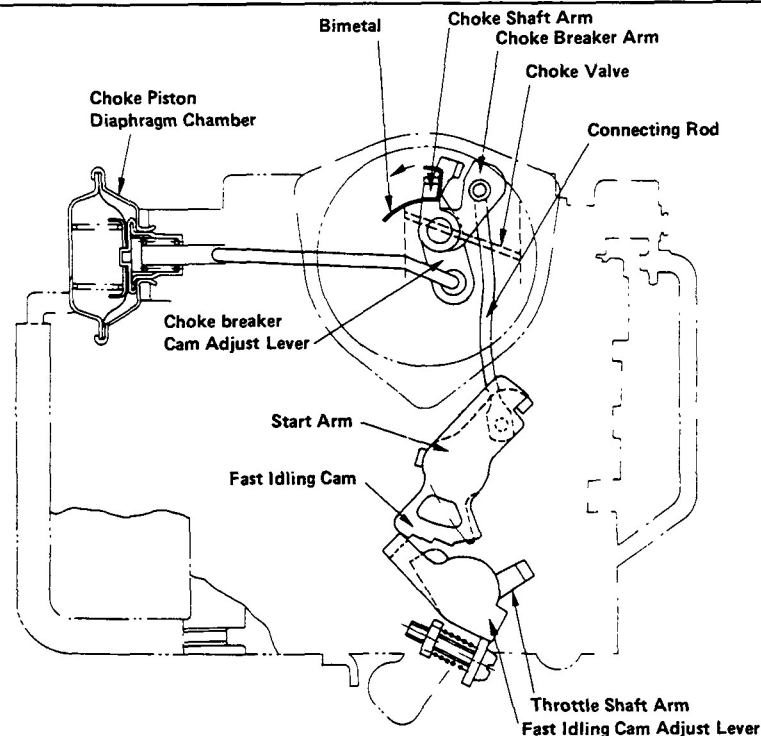 Bimetal
Choke Shaft Arm
Choke Breaker Arm
Choke Valve
Choke Piston
Diaphragm Chamber
Connecting Rod
Choke breaker
Cam Adjust Lever
Start Arm
Fast Idling Cam
Throttle Shaft Arm
Fast Idling Cam Adjust Lever